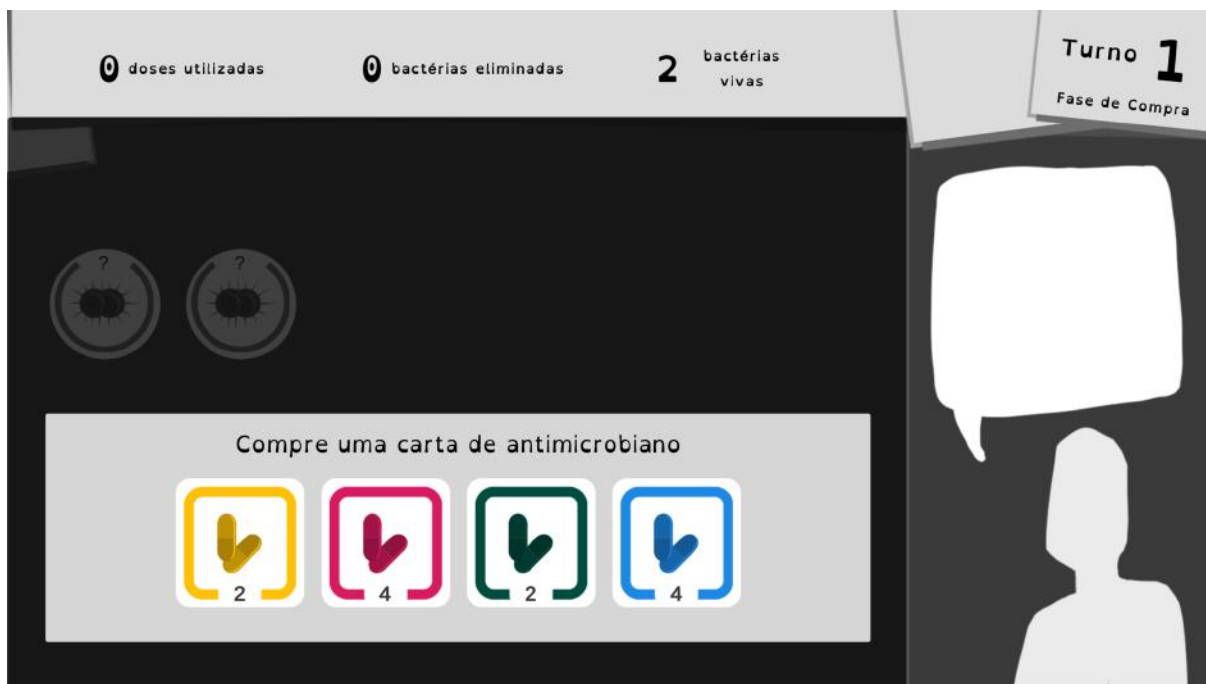 0 doses utilizadas
0 bactérias eliminadas
2 bactérias
vivas
Turno 1
Fase de Compra
? ?
Compre uma carta de antimicrobiano
2 4 2 4